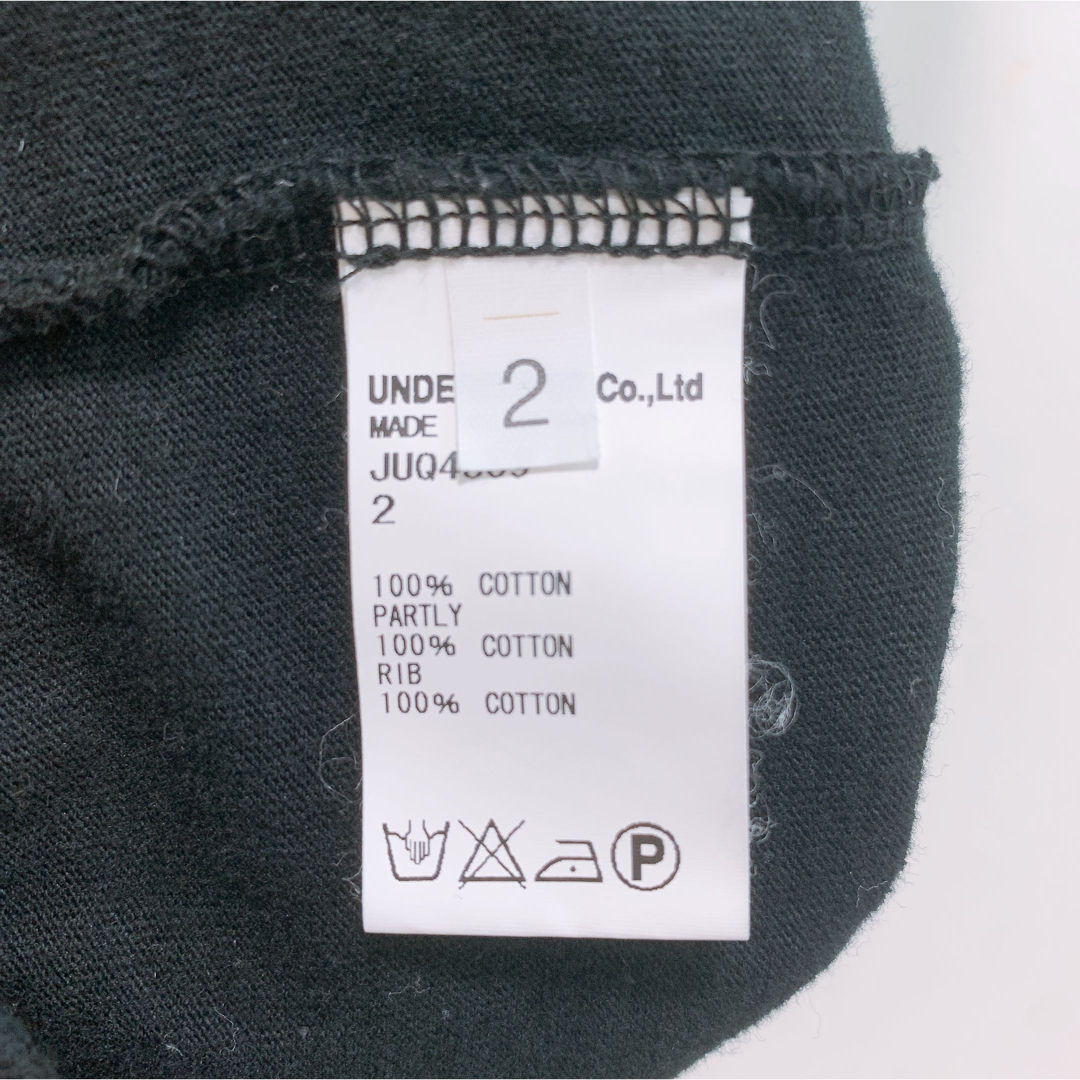 2
UNDE Co.,Ltd
MADE
2
100% COTTON
PARTLY
100% COTTON
RIB
100% COTTON
P